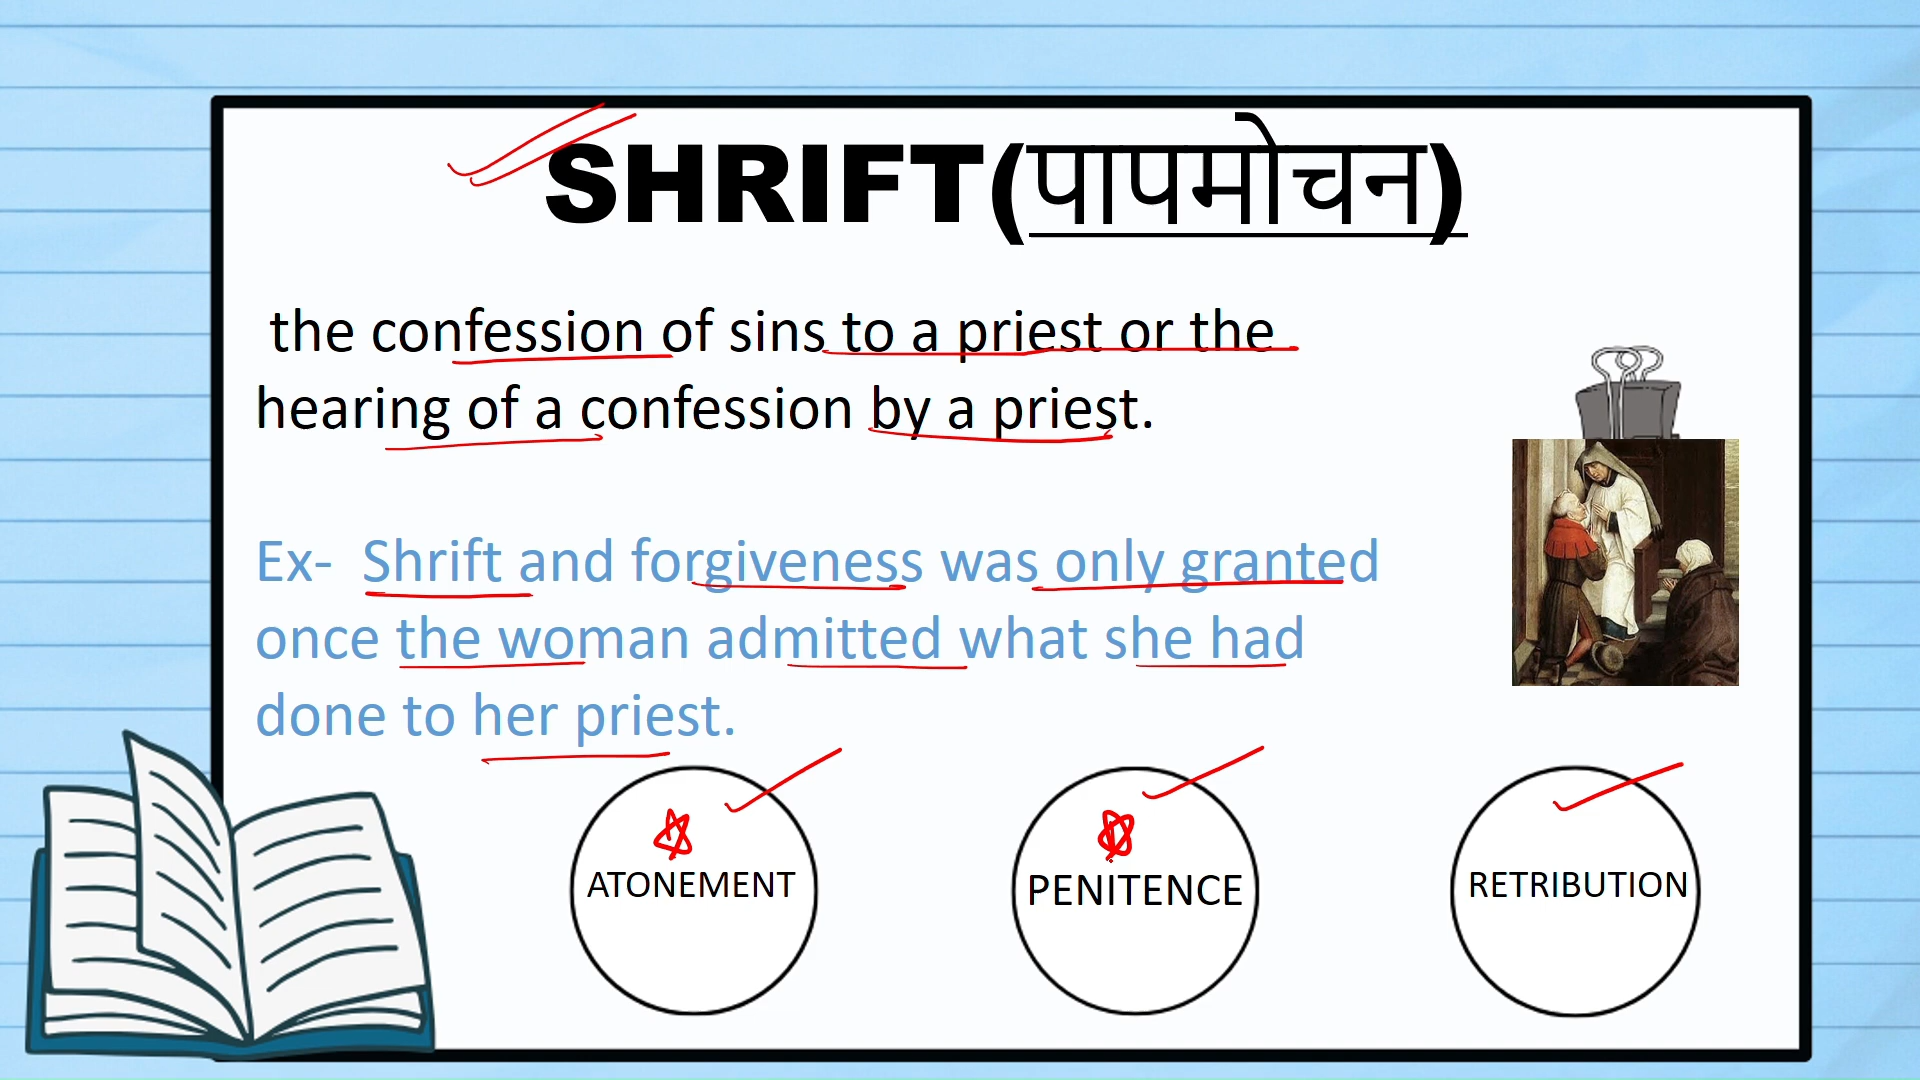 SHRIFT(पापमोचन)
the confession of sins to a priest or the
hearing of a confession by a priest.
Ex- Shrift and forgiveness was only granted
once the woman admitted what she had
done to her priest.
ATONEMENT
PENITENCE
RETRIBUTION